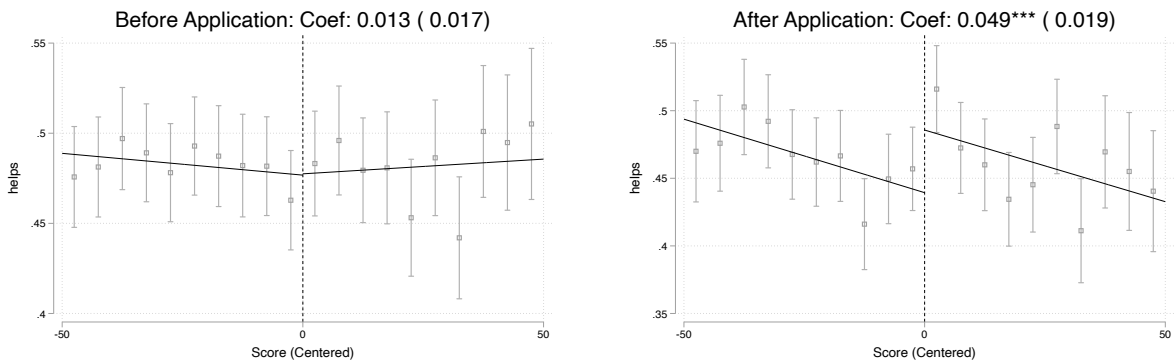 Before Application: Coef: 0.013 ( 0.017)
.55
.5
.45
.4
helps
-50
0
50
Score (Centered)
After Application: Coef: 0.049*** ( 0.019)
.55
.5
.45
.4
.35
helps
-50
0
50
Score (Centered)